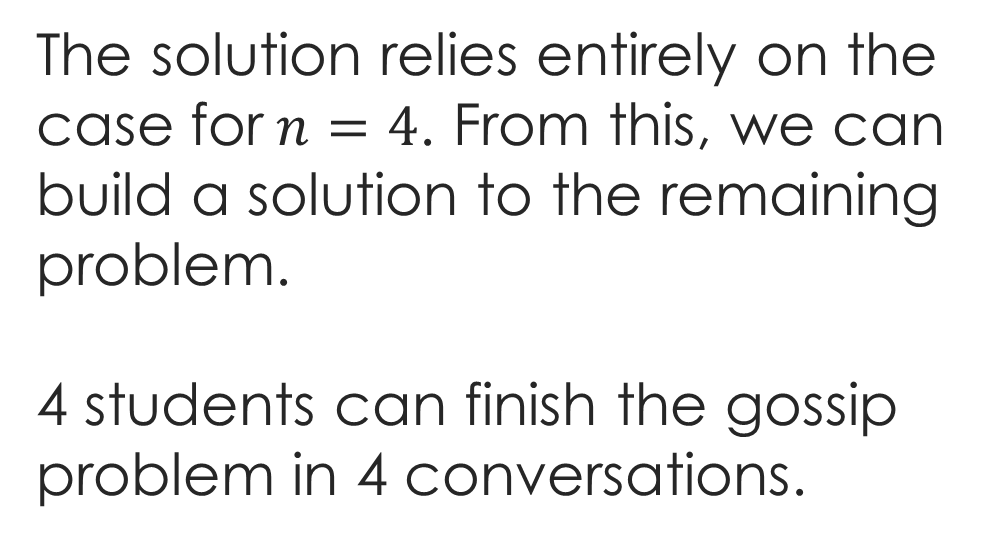 The solution relies entirely on the
case for n = 4. From this, we can
build a solution to the remaining
problem.
4 students can finish the gossip
problem in 4 conversations.